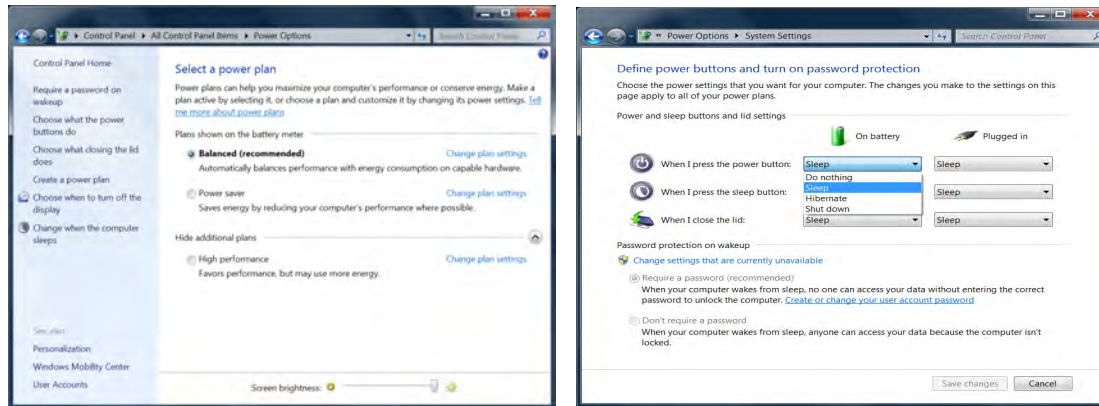 Control Panel ▸ All Control Panel Items ▸ Power Options
Search Control Panel
Control Panel Home
Require a password on
wakeup
Choose what the power
buttons do
Choose what closing the lid
does
Create a power plan
Choose when to turn off the
display
Change when the computer
sleeps
See also
Personalization
Windows Mobility Center
User Accounts
Select a power plan
Power plans can help you maximize your computer's performance or conserve energy. Make a
plan active by selecting it, or choose a plan and customize it by changing its power settings. Tell
me more about power plans
Plans shown on the battery meter
Balanced (recommended) Change plan settings
Automatically balances performance with energy consumption on capable hardware.
Power saver Change plan settings
Saves energy by reducing your computer's performance where possible.
Hide additional plans
High performance Change plan settings
Favors performance, but may use more energy.
Screen brightness:
« Power Options ▸ System Settings
Search Control Panel
Define power buttons and turn on password protection
Choose the power settings that you want for your computer. The changes you make to the settings on this
page apply to all of your power plans.
Power and sleep buttons and lid settings
On battery Plugged in
When I press the power button: Sleep Sleep
Do nothing
Sleep
Hibernate
Shut down
When I press the sleep button: Sleep
When I close the lid: Sleep Sleep
Password protection on wakeup
Change settings that are currently unavailable
Require a password (recommended)
When your computer wakes from sleep, no one can access your data without entering the correct
password to unlock the computer. Create or change your user account password
Don't require a password
When your computer wakes from sleep, anyone can access your data because the computer isn't
locked.
Save changes Cancel